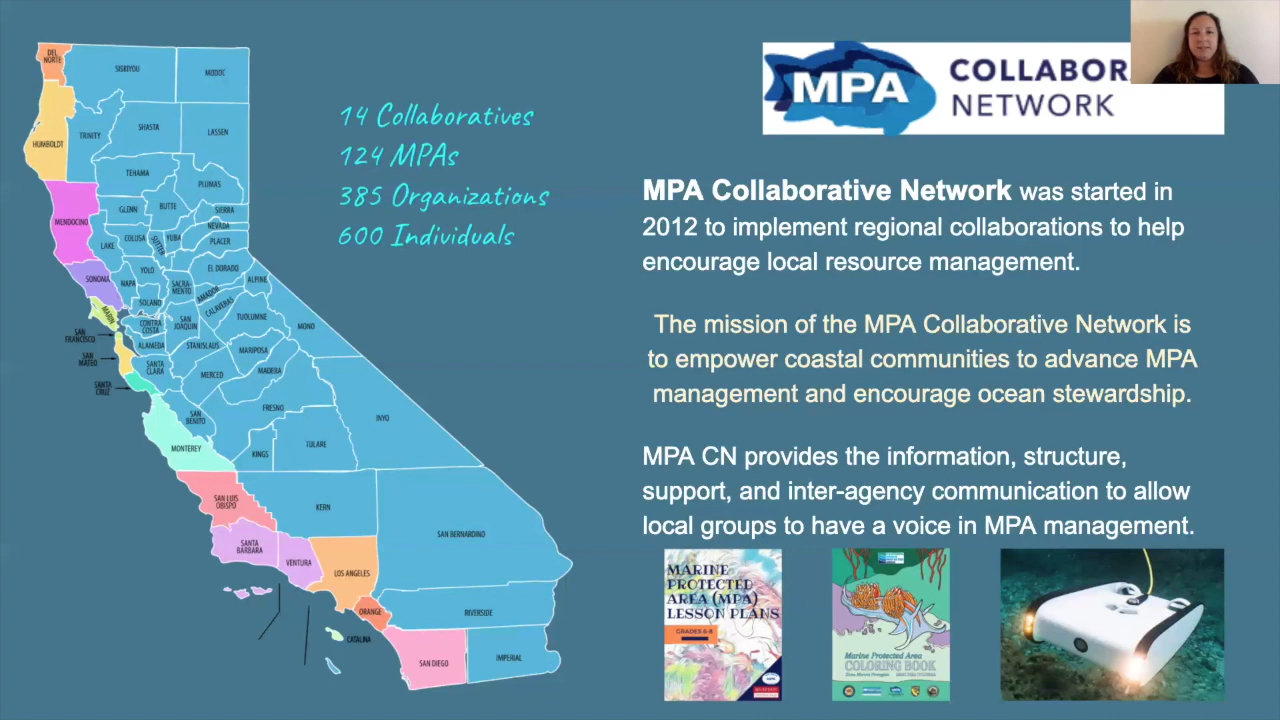 DEL
NORTE
SISKIYOU
MODOC
HUMBOLDT
TRINITY
SHASTA
LASSEN
TEHAMA
PLUMAS
MENDOCINO
GLENN
BUTTE
SIERRA
NEVADA
LAKE
COLUSA
SUTTER
YUBA
PLACER
SONOMA
NAPA
YOLO
EL DORADO
ALPINE
SACRA-
MENTO
AMADOR
SOLANO
CALAVERAS
MARIN
CONTRA
COSTA
SAN
JOAQUIN
TUOLUMNE
MONO
SAN
FRANCISCO
ALAMEDA
STANISLAUS
MARIPOSA
SAN
MATEO
SANTA
CLARA
MERCED
MADERA
SANTA
CRUZ
SAN
BENITO
FRESNO
INYO
MONTEREY
KINGS
TULARE
SAN LUIS
OBISPO
KERN
SAN BERNARDINO
SANTA
BARBARA
VENTURA
LOS ANGELES
ORANGE
RIVERSIDE
CATALINA
SAN DIEGO
IMPERIAL
14 Collaboratives
124 MPAs
385 Organizations
600 Individuals
MPA
COLLABOR
NETWORK
MPA Collaborative Network was started in
2012 to implement regional collaborations to help
encourage local resource management.
The mission of the MPA Collaborative Network is
to empower coastal communities to advance MPA
management and encourage ocean stewardship.
MPA CN provides the information, structure,
support, and inter-agency communication to allow
local groups to have a voice in MPA management.
MARINE
PROTECTED
AREA (MPA)
LESSON PLANS
GRADES 6-8
Marine Protected Area
COLORING BOOK